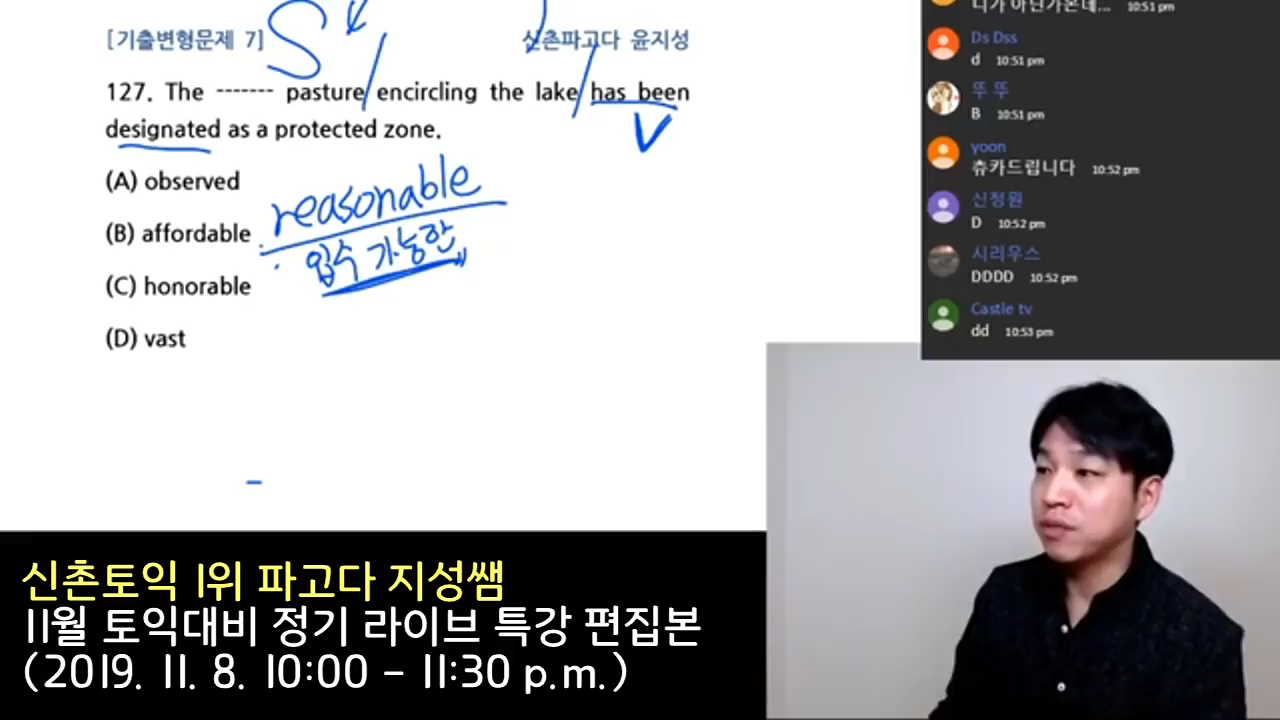 [기출변형문제 7]
S
신촌파고다 윤지성
127. The ------- pasture encircling the lake has been
V
designated as a protected zone.
(A) observed
reasonable
(B) affordable
입수 가능한
(C) honorable
(D) vast
신촌토익 1위 파고다 지성쌤
11월 토익대비 정기 라이브 특강 편집본
(2019. 11. 8. 10:00 - 11:30 p.m.)
10:51 pm
Ds Dss
d 10:51 pm
뚜 뚜
B 10:51 pm
yoon
츄카드립니다 10:52 pm
신정원
D 10:52 pm
시리우스
DDDD 10:52 pm
Castle tv
dd 10:53 pm